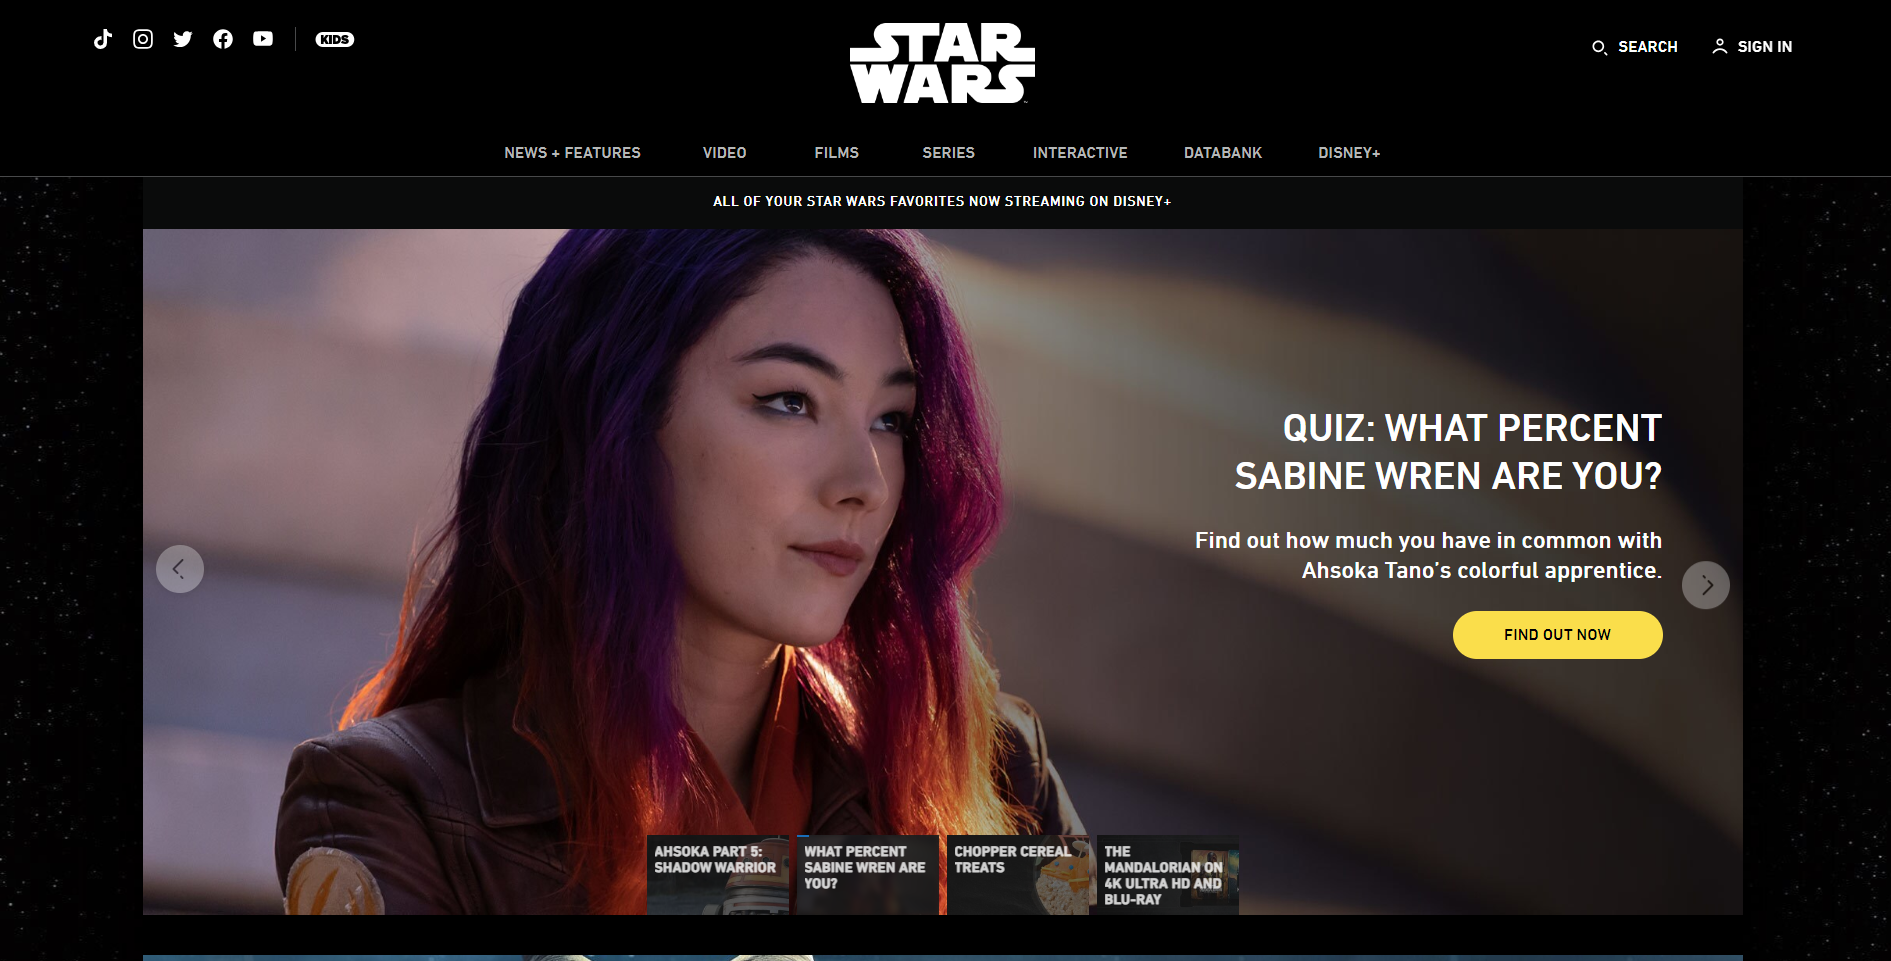 KIDS
STAR
WARS
SEARCH
SIGN IN
NEWS + FEATURES
VIDEO
FILMS
SERIES
INTERACTIVE
DATABANK
DISNEY+
ALL OF YOUR STAR WARS FAVORITES NOW STREAMING ON DISNEY+
QUIZ: WHAT PERCENT
SABINE WREN ARE YOU?
Find out how much you have in common with
Ahsoka Tano’s colorful apprentice.
FIND OUT NOW
AHSOKA PART 5:
SHADOW WARRIOR
WHAT PERCENT
SABINE WREN ARE
YOU?
CHOPPER CEREAL
TREATS
THE
MANDALORIAN ON
4K ULTRA HD AND
BLU-RAY